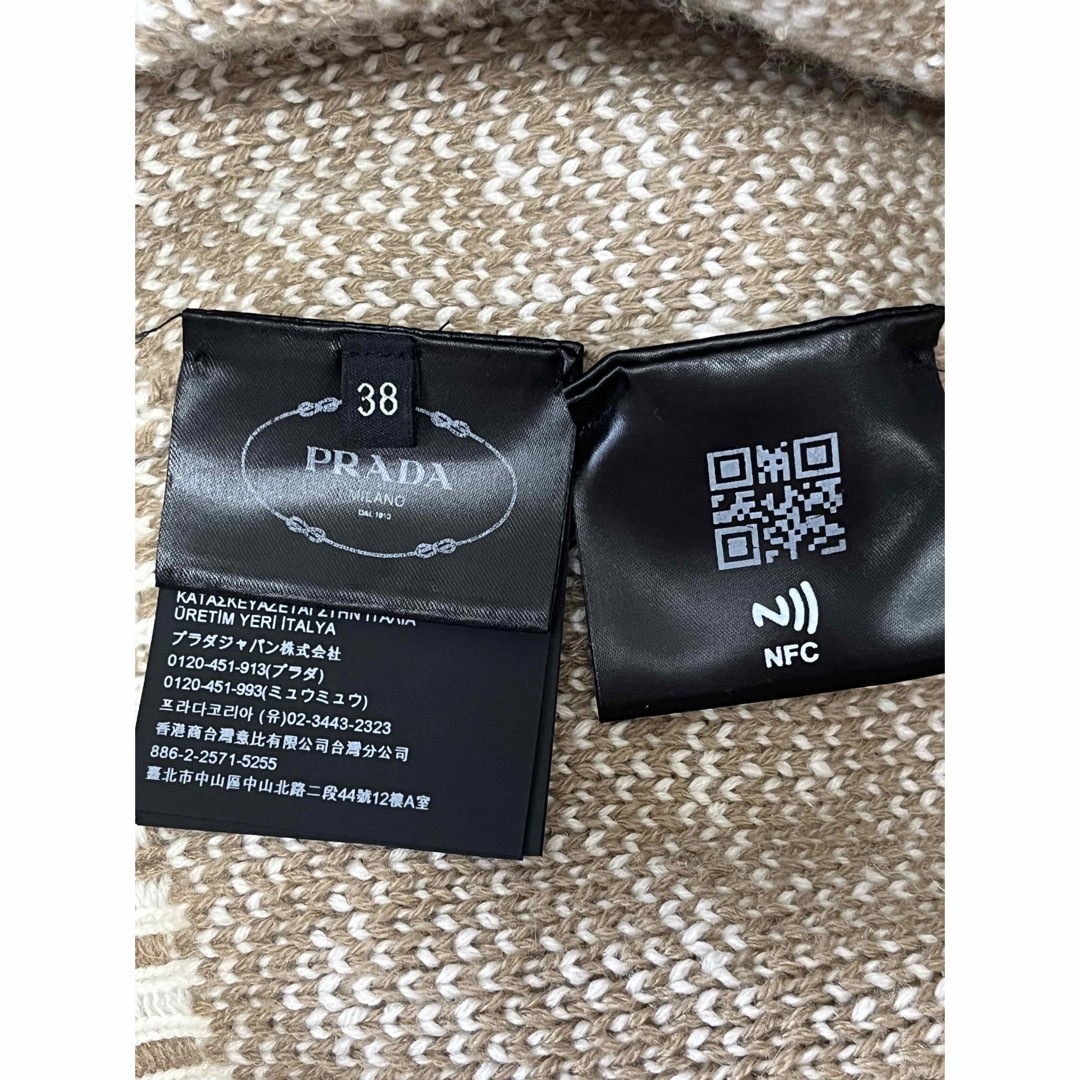 38
PRADA
MILANO
DAL 1913
ΚΑΤΑΣΚΕΥΑΖΕΤΑΙ ΣΤΗΝ ΙΤΑΛΙΑ
ÜRETİM YERİ İTALYA
プラダジャパン株式会社
0120-451-913(プラダ)
0120-451-993(ミュウミュウ)
프라다코리아 (유)02-3443-2323
香港商台灣意比有限公司台灣分公司
886-2-2571-5255
臺北市中山區中山北路二段44號12樓A室
NFC